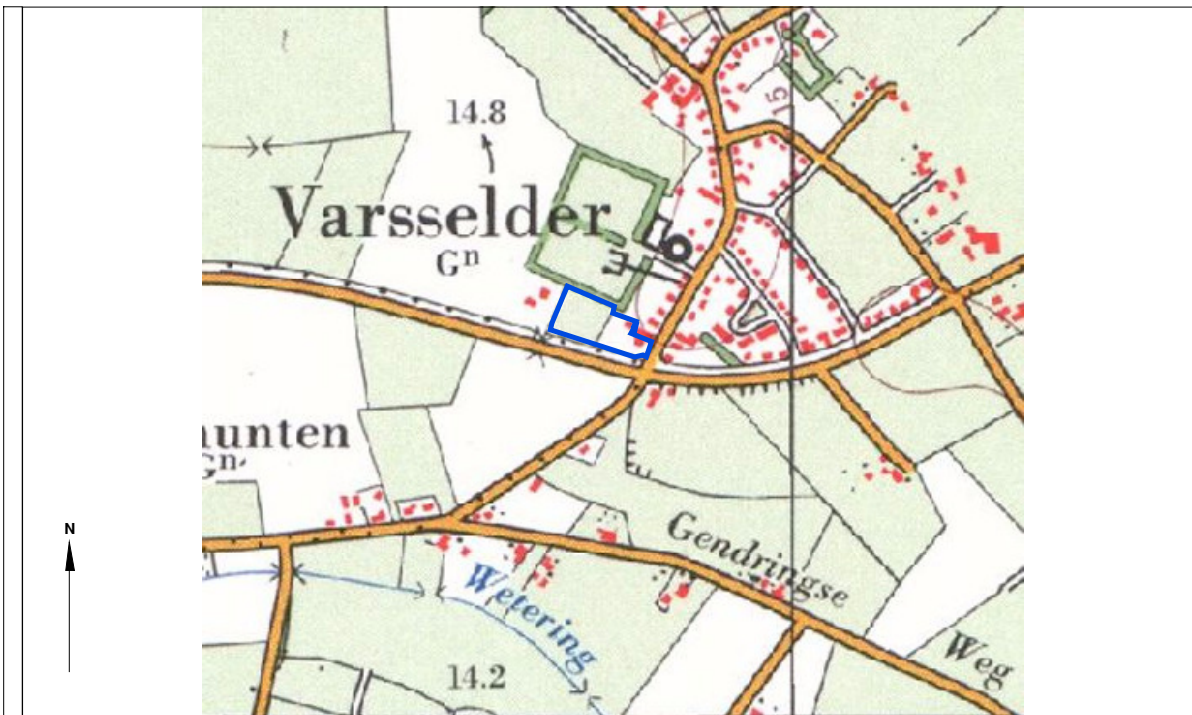 14.8
15
Varsselder
Gn
unten
Gn
N
Gendringse
Weg
Wetering
14.2